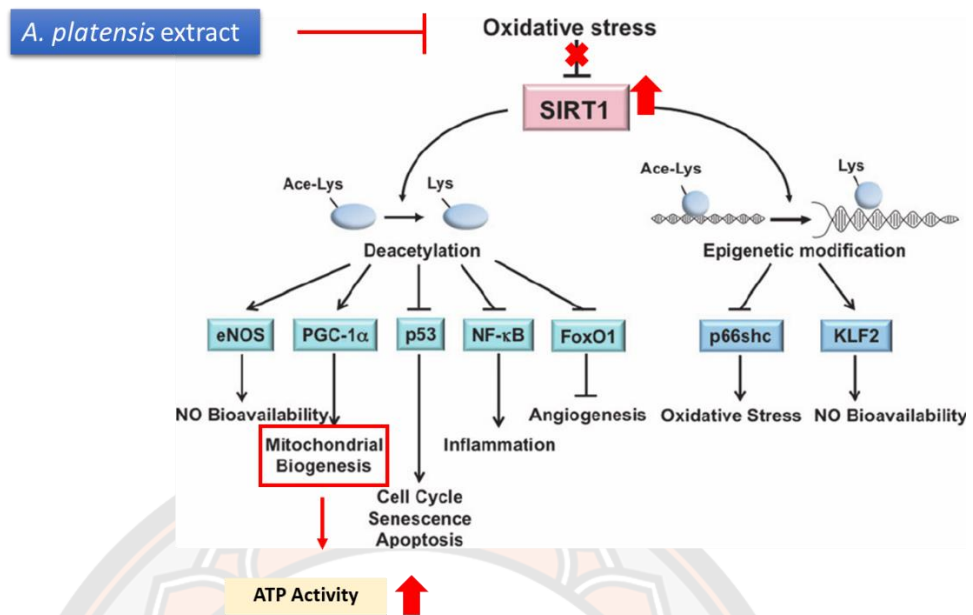 A. platensis extract
Oxidative stress
SIRT1
Ace-Lys
Lys
Deacetylation
Ace-Lys
Lys
Epigenetic modification
eNOS
PGC-1α
p53
NF-κB
FoxO1
p66shc
KLF2
NO Bioavailability
Mitochondrial
Biogenesis
Cell Cycle
Senescence
Apoptosis
Inflammation
Angiogenesis
Oxidative Stress
NO Bioavailability
ATP Activity